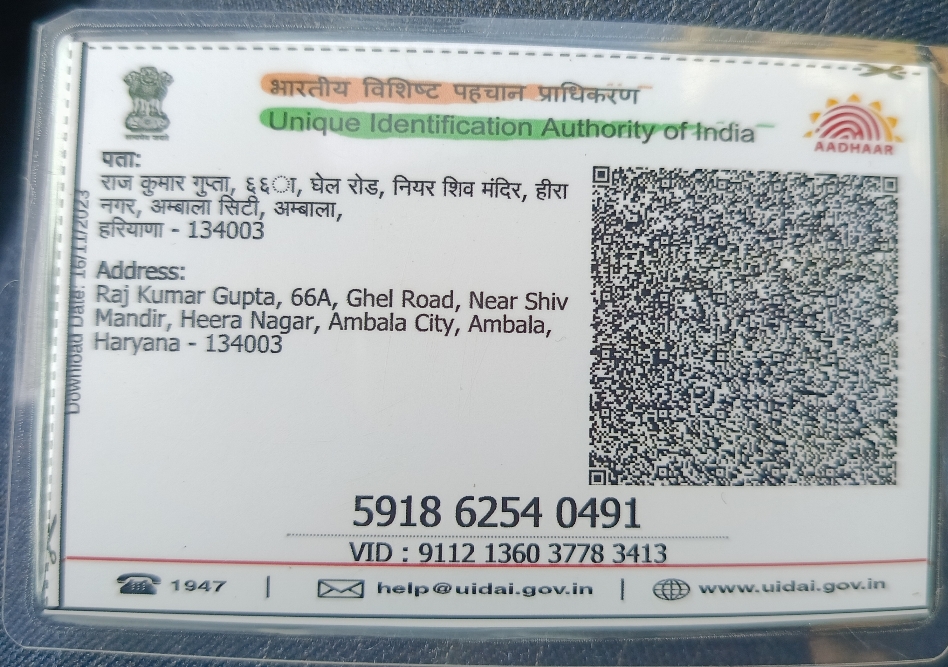 भारतीय विशिष्ट पहचान प्राधिकरण
Unique Identification Authority of India
AADHAAR
पता:
राज कुमार गुप्ता, ६६ा, घेल रोड, नियर शिव मंदिर, हीरा
नगर, अम्बाला सिटी, अम्बाला,
हरियाणा - 134003
Address:
Raj Kumar Gupta, 66A, Ghel Road, Near Shiv
Mandir, Heera Nagar, Ambala City, Ambala,
Haryana - 134003
Download Date: 16/11/2023
5918 6254 0491
VID : 9112 1360 3778 3413
1947 | help@uidai.gov.in | www.uidai.gov.in